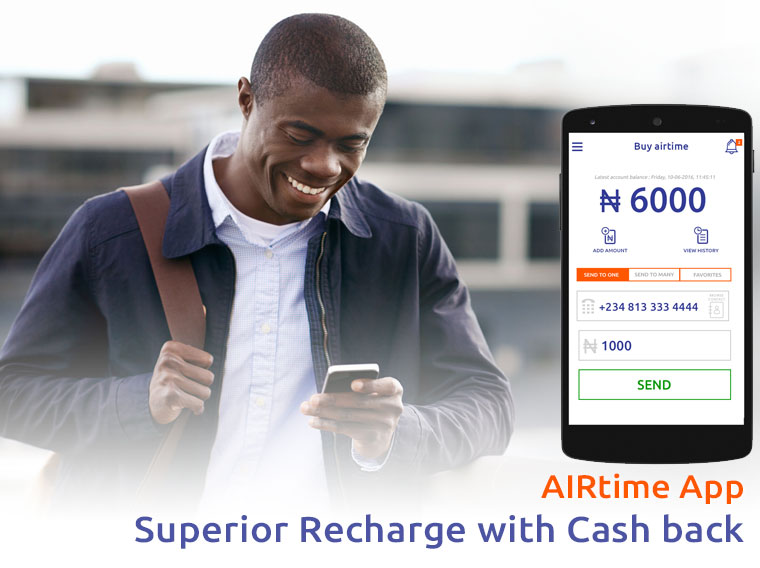 Buy airtime
Latest account balance : Friday, 10-06-2016, 11:45:11
₦ 6000
ADD AMOUNT
VIEW HISTORY
SEND TO ONE
SEND TO MANY
FAVORITES
+234 813 333 4444
₦ 1000
SEND
AIRtime App
Superior Recharge with Cash back